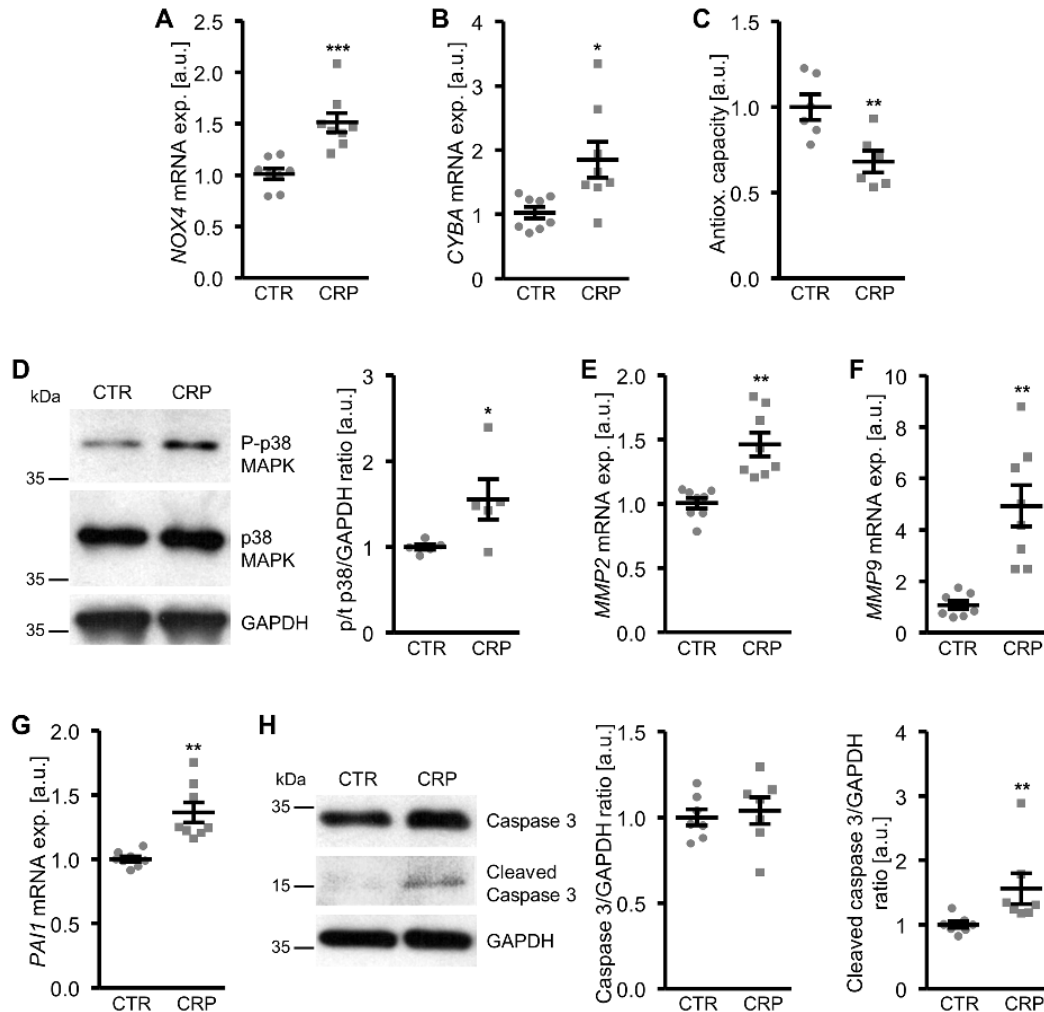 A
NOX4 mRNA exp. [a.u.]
2.5
2.0
1.5
1.0
0.5
0.0
***
CTR CRP
B
CYBA mRNA exp. [a.u.]
4
3
2
1
0
*
CTR CRP
C
Antiox. capacity [a.u.]
1.5
1.0
0.5
0.0
**
CTR CRP
D
kDa CTR CRP
P-p38
MAPK
35
p38
MAPK
35
GAPDH
35
p/t p38/GAPDH ratio [a.u.]
3
2
1
0
*
CTR CRP
E
MMP2 mRNA exp. [a.u.]
2.0
1.5
1.0
0.5
0.0
**
CTR CRP
F
MMP9 mRNA exp. [a.u.]
10
8
6
4
2
0
**
CTR CRP
G
PAI1 mRNA exp. [a.u.]
2.0
1.5
1.0
0.5
0.0
**
CTR CRP
H
kDa CTR CRP
35
Caspase 3
15
Cleaved
Caspase 3
GAPDH
35
Caspase 3/GAPDH ratio [a.u.]
1.5
1.0
0.5
0.0
CTR CRP
Cleaved caspase 3/GAPDH
ratio [a.u.]
4
3
2
1
0
**
CTR CRP